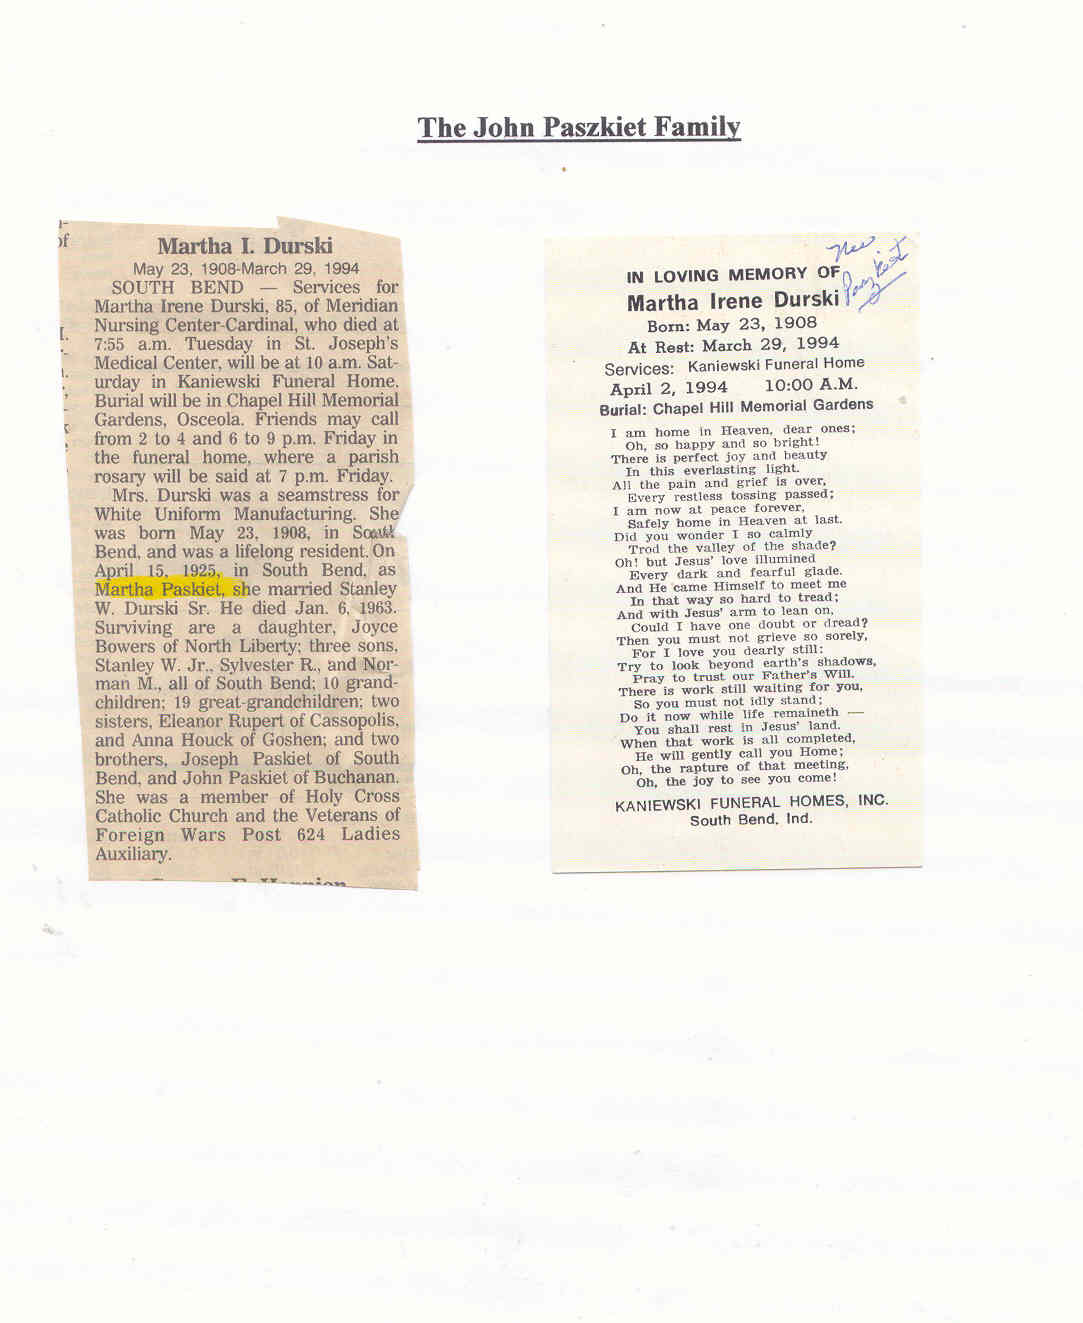 The John Paszkiet Family
of
Martha I. Durski
May 23, 1908-March 29, 1994
SOUTH BEND — Services for
Martha Irene Durski, 85, of Meridian
Nursing Center-Cardinal, who died at
7:55 a.m. Tuesday in St. Joseph's
Medical Center, will be at 10 a.m. Sat-
urday in Kaniewski Funeral Home.
Burial will be in Chapel Hill Memorial
Gardens, Osceola. Friends may call
from 2 to 4 and 6 to 9 p.m. Friday in
the funeral home, where a parish
rosary will be said at 7 p.m. Friday.
Mrs. Durski was a seamstress for
White Uniform Manufacturing. She
was born May 23, 1908, in South
Bend, and was a lifelong resident. On
April 15, 1925, in South Bend, as
Martha Paskiet, she married Stanley
W. Durski Sr. He died Jan. 6, 1963.
Surviving are a daughter, Joyce
Bowers of North Liberty; three sons,
Stanley W. Jr., Sylvester R., and Nor-
man M., all of South Bend; 10 grand-
children; 19 great-grandchildren; two
sisters, Eleanor Rupert of Cassopolis,
and Anna Houck of Goshen; and two
brothers, Joseph Paskiet of South
Bend, and John Paskiet of Buchanan.
She was a member of Holy Cross
Catholic Church and the Veterans of
Foreign Wars Post 624 Ladies
Auxiliary.
Nee
Paszkiet
IN LOVING MEMORY OF
Martha Irene Durski
Born: May 23, 1908
At Rest: March 29, 1994
Services: Kaniewski Funeral Home
April 2, 1994 10:00 A.M.
Burial: Chapel Hill Memorial Gardens
I am home in Heaven, dear ones;
Oh, so happy and so bright!
There is perfect joy and beauty
In this everlasting light.
All the pain and grief is over,
Every restless tossing passed;
I am now at peace forever,
Safely home in Heaven at last.
Did you wonder I so calmly
Trod the valley of the shade?
Oh! but Jesus' love illumined
Every dark and fearful glade.
And He came Himself to meet me
In that way so hard to tread;
And with Jesus' arm to lean on,
Could I have one doubt or dread?
Then you must not grieve so sorely,
For I love you dearly still:
Try to look beyond earth's shadows,
Pray to trust our Father's Will.
There is work still waiting for you,
So you must not idly stand;
Do it now while life remaineth —
You shall rest in Jesus' land.
When that work is all completed,
He will gently call you Home;
Oh, the rapture of that meeting,
Oh, the joy to see you come!
KANIEWSKI FUNERAL HOMES, INC.
South Bend, Ind.